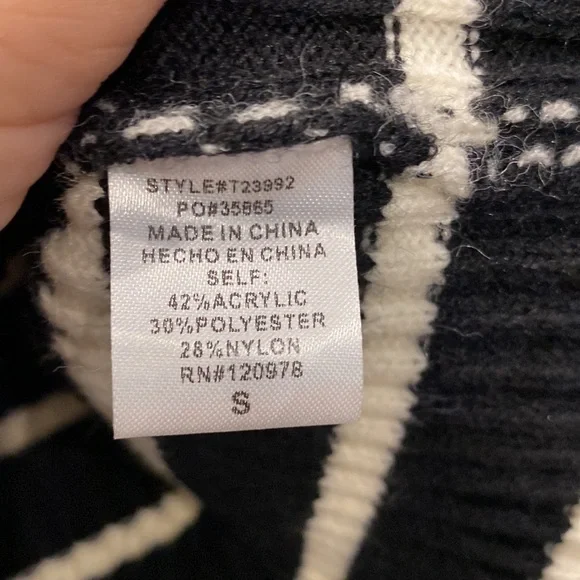 STYLE#T23992
PO#35865
MADE IN CHINA
HECHO EN CHINA
SELF:
42%ACRYLIC
30%POLYESTER
28%NYLON
RN#120978
S